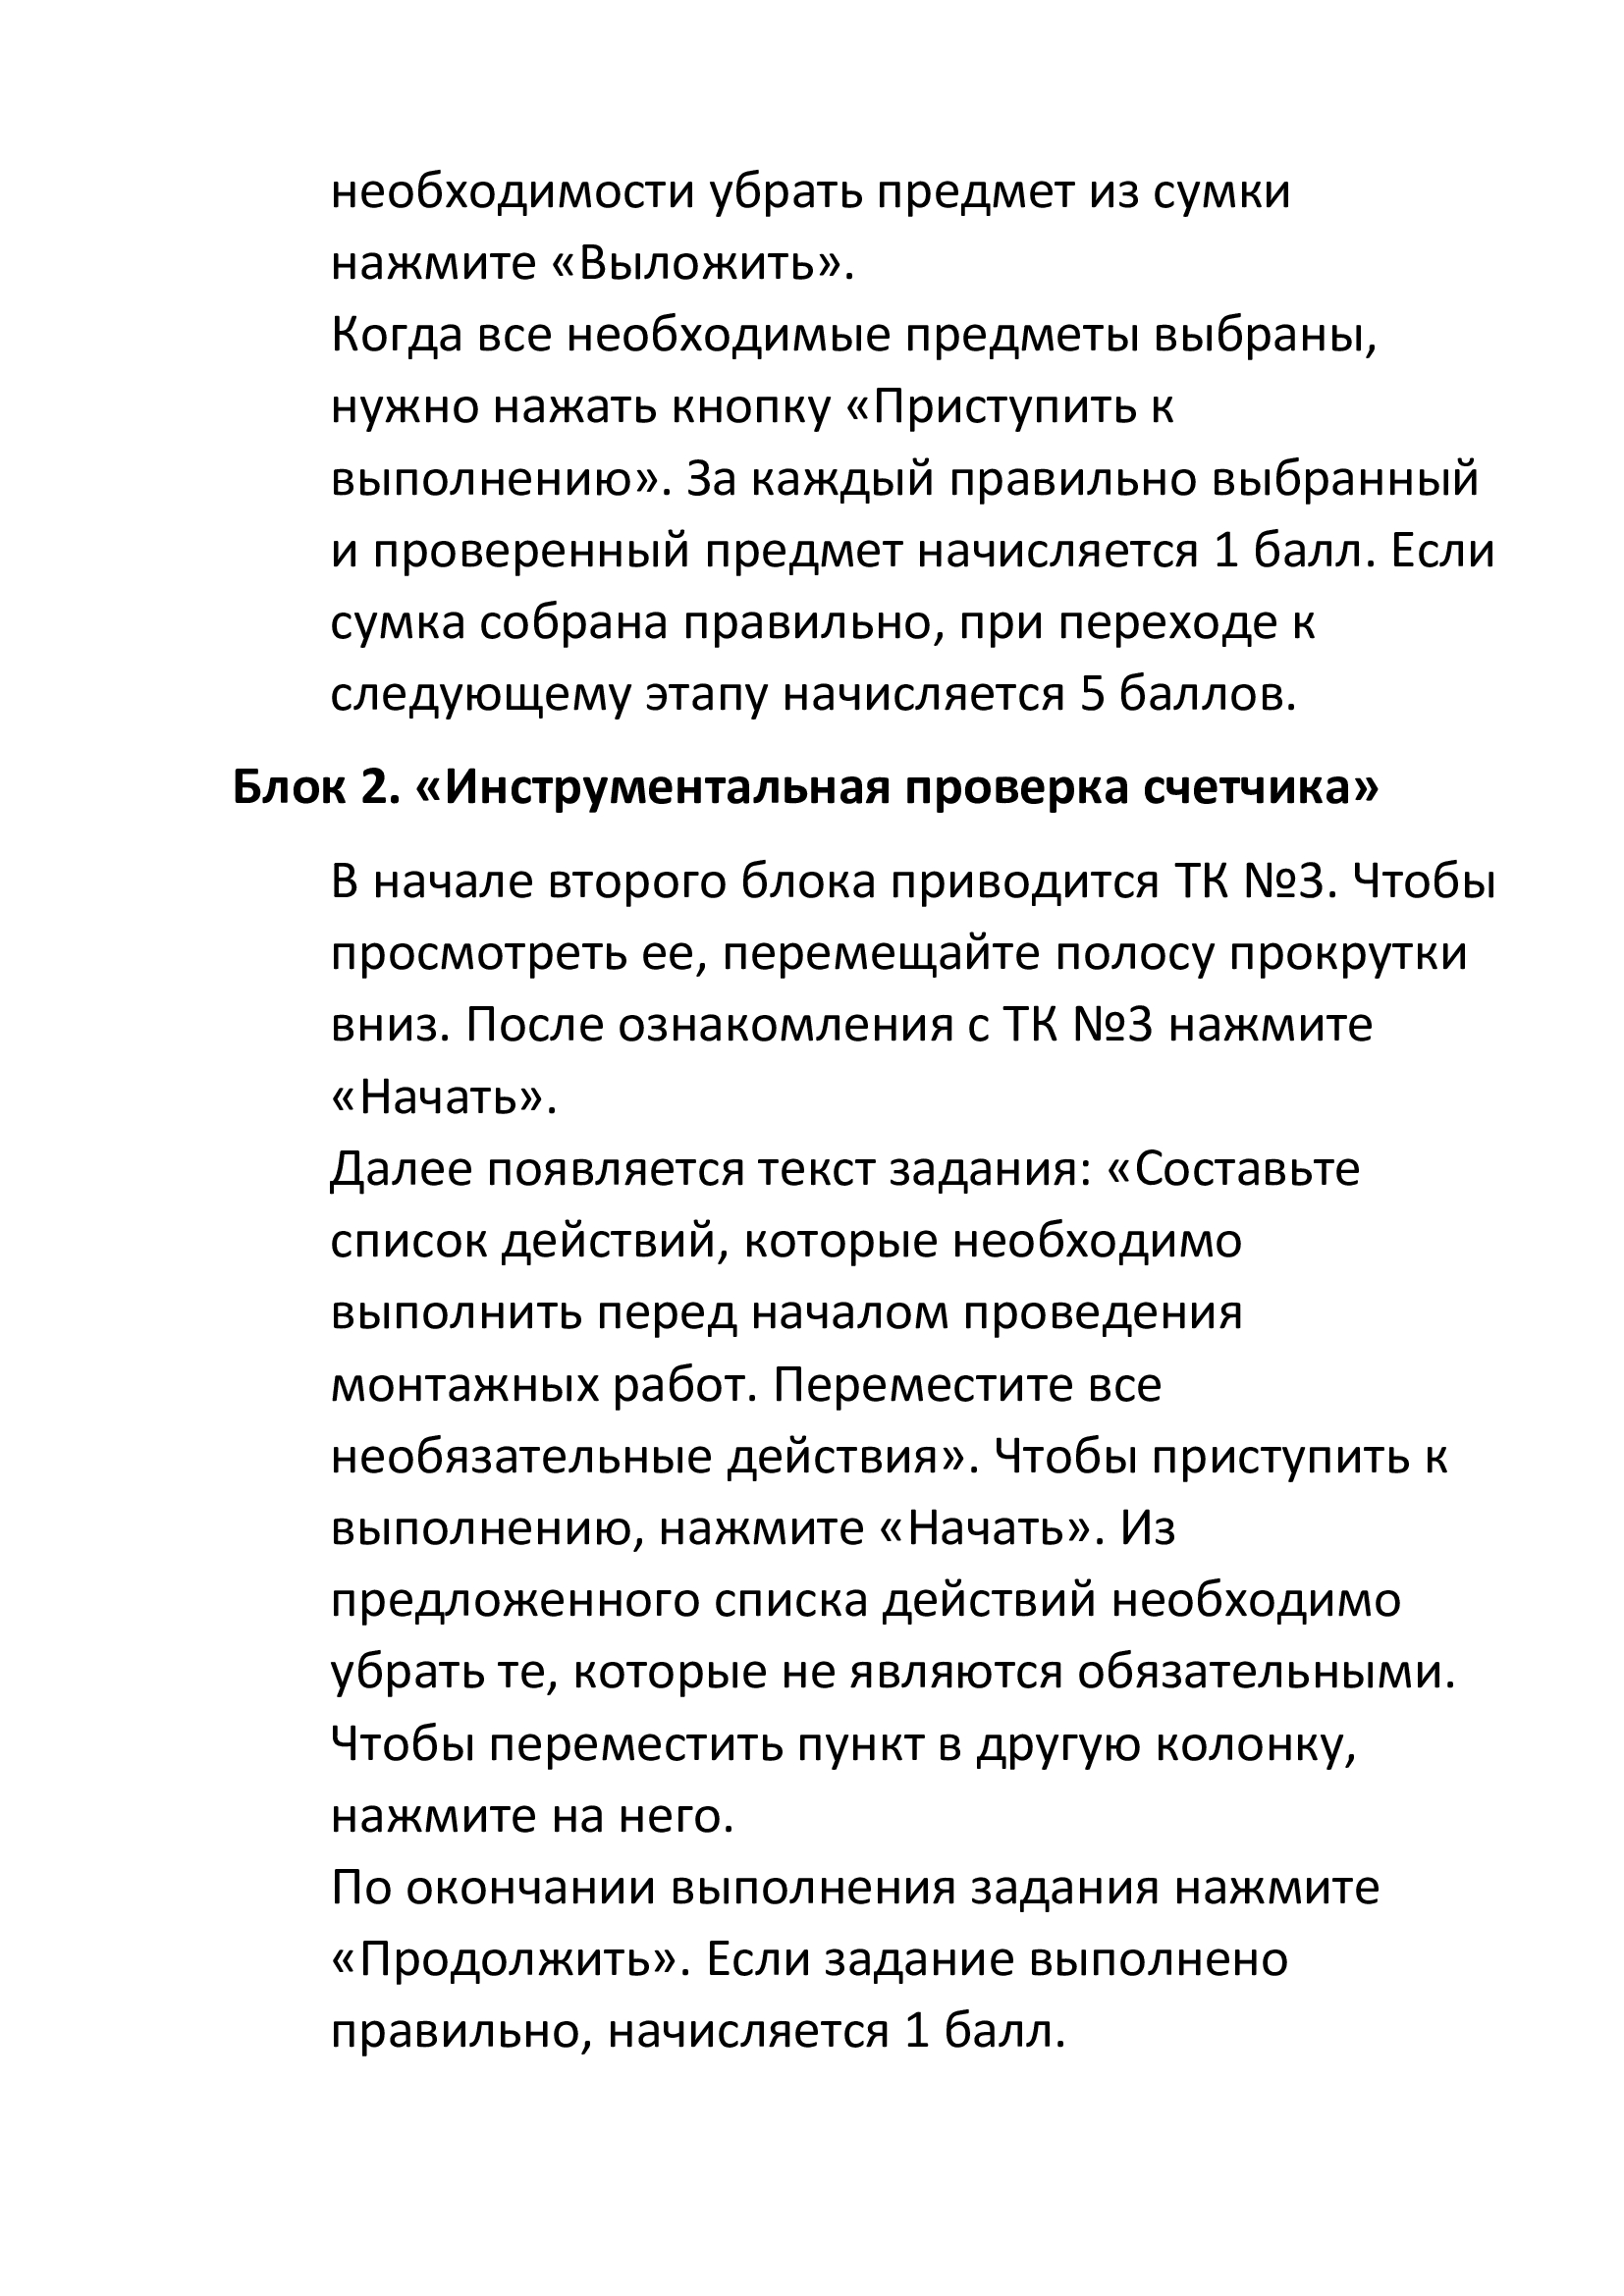 необходимости убрать предмет из сумки
нажмите «Выложить».
Когда все необходимые предметы выбраны,
нужно нажать кнопку «Приступить к
выполнению». За каждый правильно выбранный
и проверенный предмет начисляется 1 балл. Если
сумка собрана правильно, при переходе к
следующему этапу начисляется 5 баллов.
Блок 2. «Инструментальная проверка счетчика»
В начале второго блока приводится ТК №3. Чтобы
просмотреть ее, перемещайте полосу прокрутки
вниз. После ознакомления с ТК №3 нажмите
«Начать».
Далее появляется текст задания: «Составьте
список действий, которые необходимо
выполнить перед началом проведения
монтажных работ. Переместите все
необязательные действия». Чтобы приступить к
выполнению, нажмите «Начать». Из
предложенного списка действий необходимо
убрать те, которые не являются обязательными.
Чтобы переместить пункт в другую колонку,
нажмите на него.
По окончании выполнения задания нажмите
«Продолжить». Если задание выполнено
правильно, начисляется 1 балл.